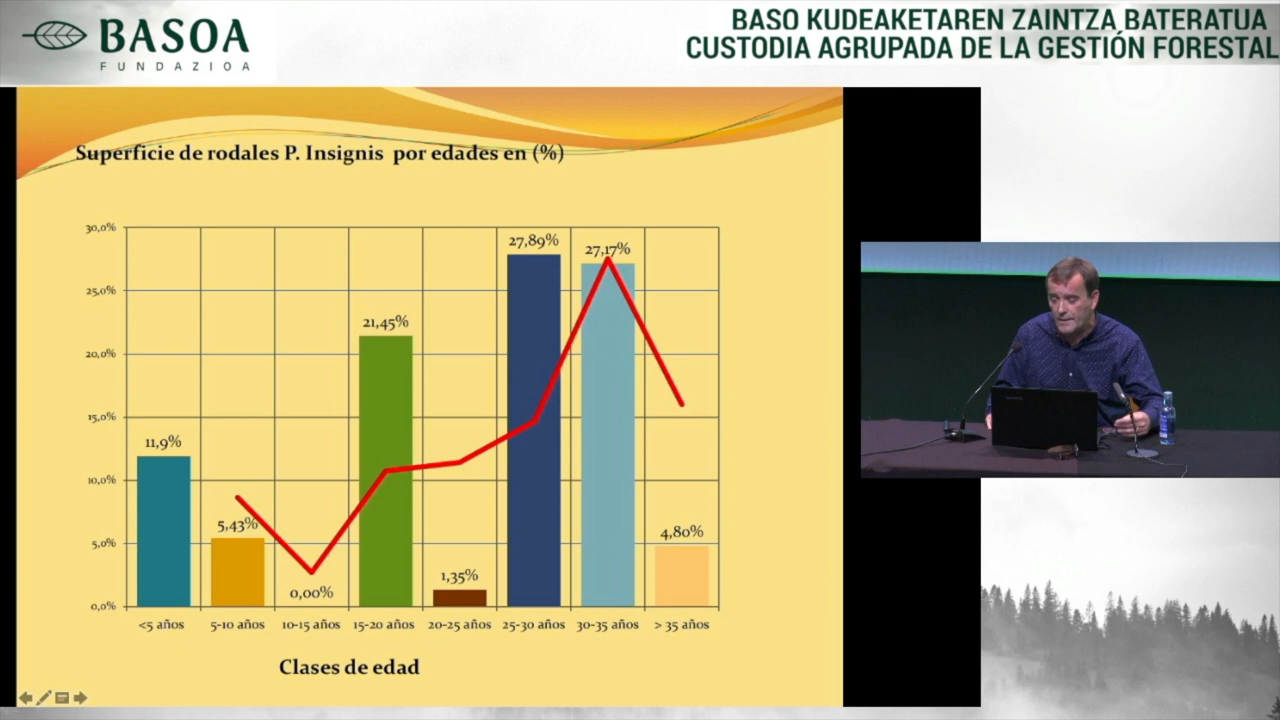 BASOA
FUNDAZIOA
BASO KUDEAKETAREN ZAINTZA BATERATUA
CUSTODIA AGRUPADA DE LA GESTIÓN FORESTAL
Superficie de rodales P. Insignis por edades en (%)
30,0%
25,0%
20,0%
15,0%
10,0%
5,0%
0,0%
11,9%
5,43%
0,00%
21,45%
1,35%
27,89%
27,17%
4,80%
<5 años
5-10 años
10-15 años
15-20 años
20-25 años
25-30 años
30-35 años
> 35 años
Clases de edad